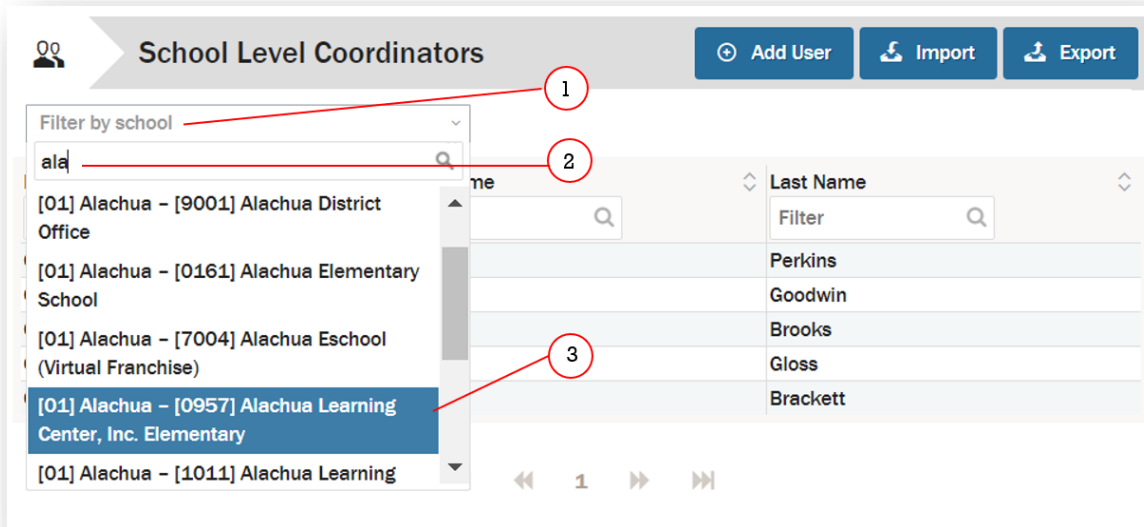 School Level Coordinators
Add User
Import
Export
1
Filter by school
ala
2
Last Name
Filter
[01] Alachua – [9001] Alachua District
Office
[01] Alachua – [0161] Alachua Elementary
School
[01] Alachua – [7004] Alachua Eschool
(Virtual Franchise)
[01] Alachua – [0957] Alachua Learning
Center, Inc. Elementary
[01] Alachua – [1011] Alachua Learning
3
Perkins
Goodwin
Brooks
Gloss
Brackett
1